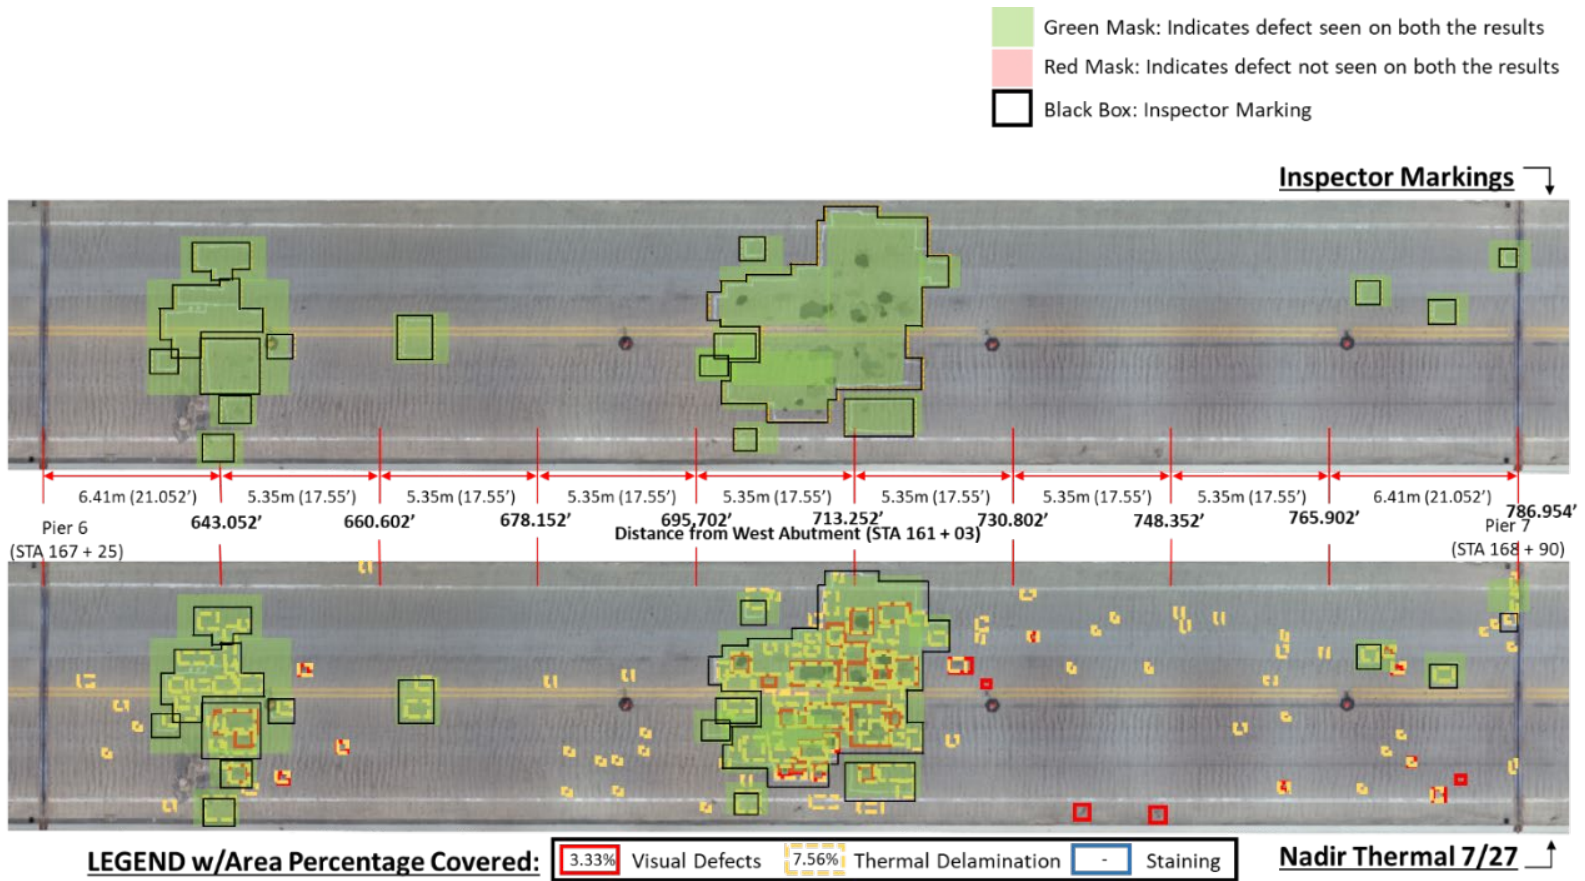 Green Mask: Indicates defect seen on both the results
Red Mask: Indicates defect not seen on both the results
Black Box: Inspector Marking
Inspector Markings
6.41m (21.052’)
5.35m (17.55’)
5.35m (17.55’)
5.35m (17.55’)
5.35m (17.55’)
5.35m (17.55’)
5.35m (17.55’)
5.35m (17.55’)
6.41m (21.052’)
643.052’
660.602’
678.152’
695,702’
713.252’
730.802’
748.352’
765.902’
786.954’
Pier 6
(STA 167 + 25)
Distance from West Abutment (STA 161 + 03)
Pier 7
(STA 168 + 90)
LEGEND w/Area Percentage Covered:
3.33% Visual Defects
7.56% Thermal Delamination
- Staining
Nadir Thermal 7/27